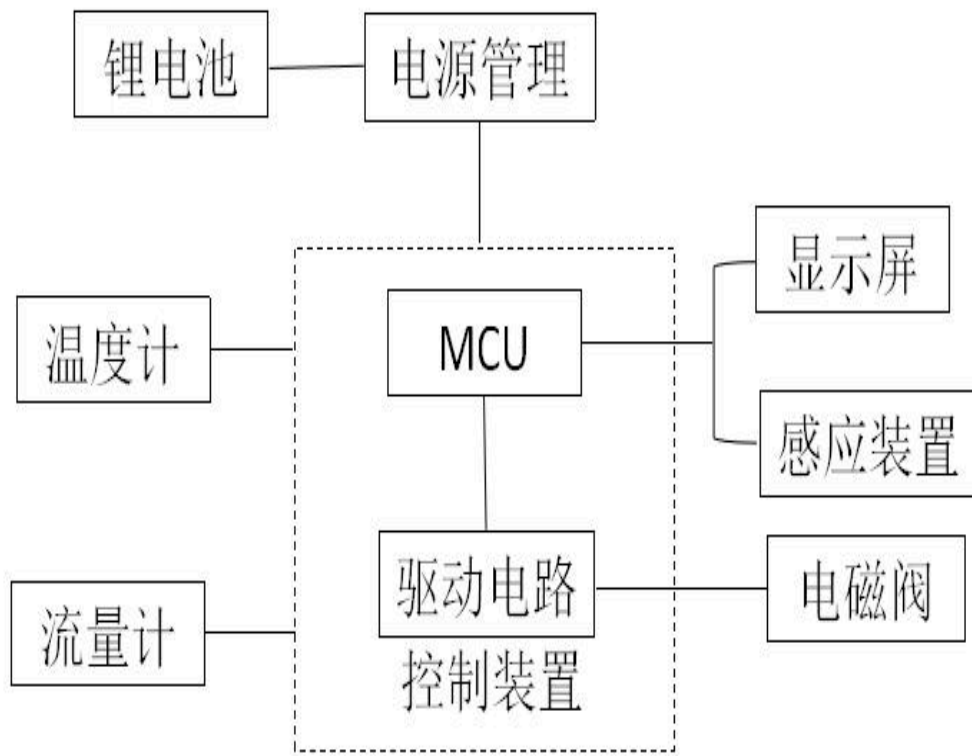 锂电池
电源管理
显示屏
温度计
MCU
感应装置
驱动电路
电磁阀
流量计
控制装置